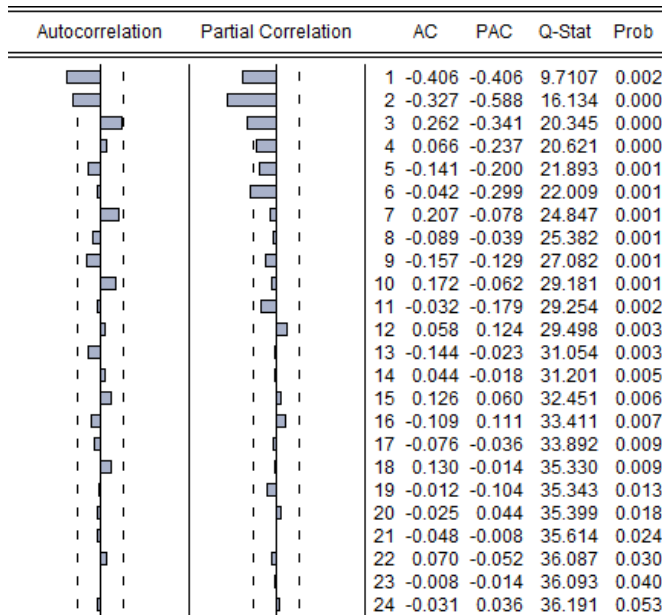 Autocorrelation Partial Correlation AC PAC Q-Stat Prob
1 -0.406 -0.406 9.7107 0.002
2 -0.327 -0.588 16.134 0.000
3 0.262 -0.341 20.345 0.000
4 0.066 -0.237 20.621 0.000
5 -0.141 -0.200 21.893 0.001
6 -0.042 -0.299 22.009 0.001
7 0.207 -0.078 24.847 0.001
8 -0.089 -0.039 25.382 0.001
9 -0.157 -0.129 27.082 0.001
10 0.172 -0.062 29.181 0.001
11 -0.032 -0.179 29.254 0.002
12 0.058 0.124 29.498 0.003
13 -0.144 -0.023 31.054 0.003
14 0.044 -0.018 31.201 0.005
15 0.126 0.060 32.451 0.006
16 -0.109 0.111 33.411 0.007
17 -0.076 -0.036 33.892 0.009
18 0.130 -0.014 35.330 0.009
19 -0.012 -0.104 35.343 0.013
20 -0.025 0.044 35.399 0.018
21 -0.048 -0.008 35.614 0.024
22 0.070 -0.052 36.087 0.030
23 -0.008 -0.014 36.093 0.040
24 -0.031 0.036 36.191 0.053